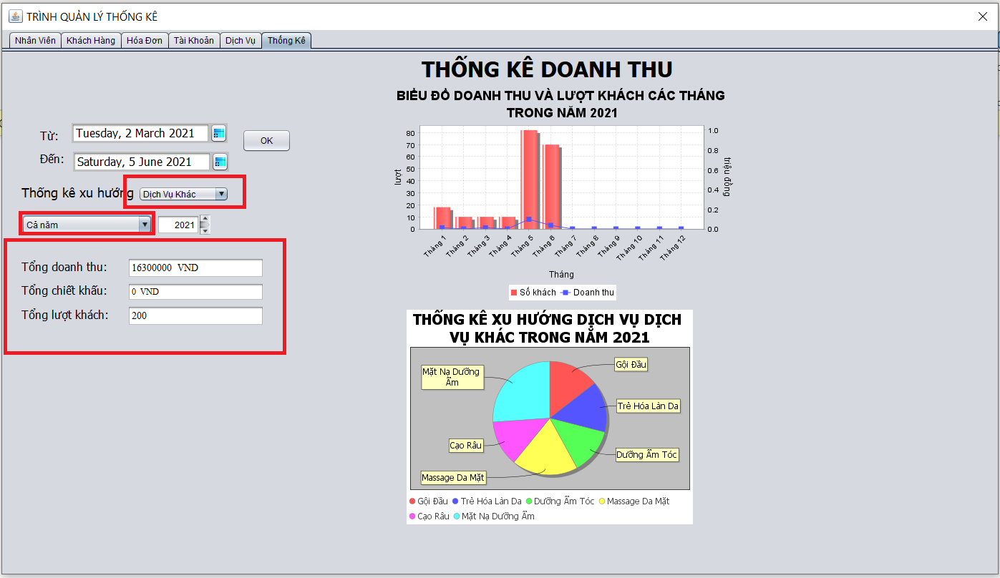 TRÌNH QUẢN LÝ THỐNG KÊ
Nhân Viên Khách Hàng Hóa Đơn Tài Khoản Dịch Vụ Thống Kê
Từ: Tuesday, 2 March 2021
OK
Đến: Saturday, 5 June 2021
Thống kê xu hướng Dịch Vụ Khác
Cả năm 2021
Tổng doanh thu: 16300000 VND
Tổng chiết khấu: 0 VND
Tổng lượt khách: 200
THỐNG KÊ DOANH THU
BIỂU ĐỒ DOANH THU VÀ LƯỢT KHÁCH CÁC THÁNG
TRONG NĂM 2021
lượt
80
70
60
50
40
30
20
10
0
1.0
0.8
0.6
0.4
0.2
0.0
triệu đồng
Tháng 1
Tháng 2
Tháng 3
Tháng 4
Tháng 5
Tháng 6
Tháng 7
Tháng 8
Tháng 9
Tháng 10
Tháng 11
Tháng 12
Tháng
Số khách Doanh thu
THỐNG KÊ XU HƯỚNG DỊCH VỤ DỊCH
VỤ KHÁC TRONG NĂM 2021
Gội Đầu
Mặt Nạ Dưỡng
Ẩm
Trẻ Hóa Làn Da
Cạo Râu
Dưỡng Ẩm Tóc
Massage Da Mặt
Gội Đầu Trẻ Hóa Làn Da Dưỡng Ẩm Tóc Massage Da Mặt
Cạo Râu Mặt Nạ Dưỡng Ẩm